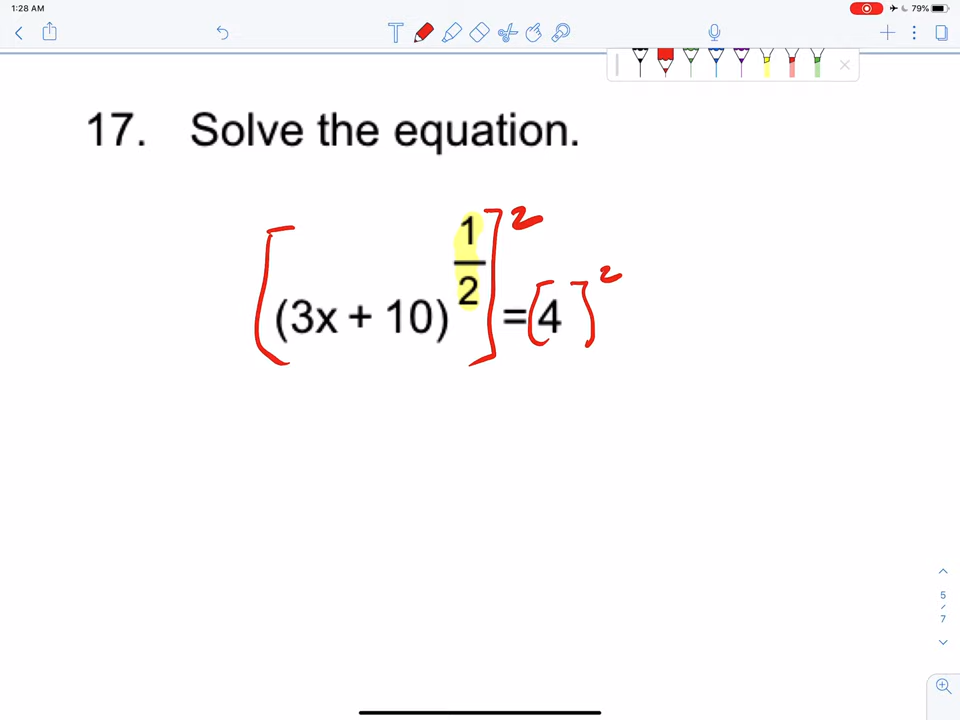 1:28 AM
79%
T
17. Solve the equation.
[(3x + 10)^(1/2)]^2 = [4]^2
5
/
7